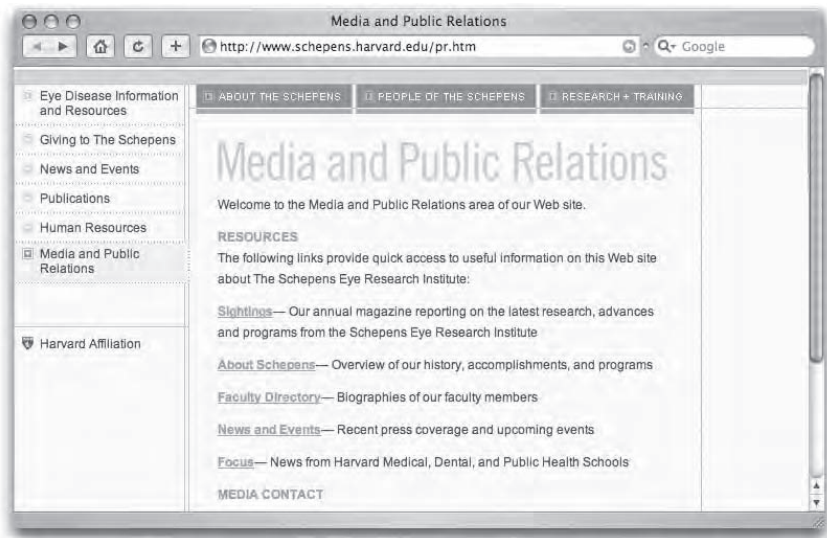 Media and Public Relations
http://www.schepens.harvard.edu/pr.htm
Google
Eye Disease Information
and Resources
Giving to The Schepens
News and Events
Publications
Human Resources
Media and Public
Relations
Harvard Affiliation
ABOUT THE SCHEPENS
PEOPLE OF THE SCHEPENS
RESEARCH + TRAINING
Media and Public Relations
Welcome to the Media and Public Relations area of our Web site.
RESOURCES
The following links provide quick access to useful information on this Web site
about The Schepens Eye Research Institute:
Sightings— Our annual magazine reporting on the latest research, advances
and programs from the Schepens Eye Research Institute
About Schepens— Overview of our history, accomplishments, and programs
Faculty Directory— Biographies of our faculty members
News and Events— Recent press coverage and upcoming events
Focus— News from Harvard Medical, Dental, and Public Health Schools
MEDIA CONTACT